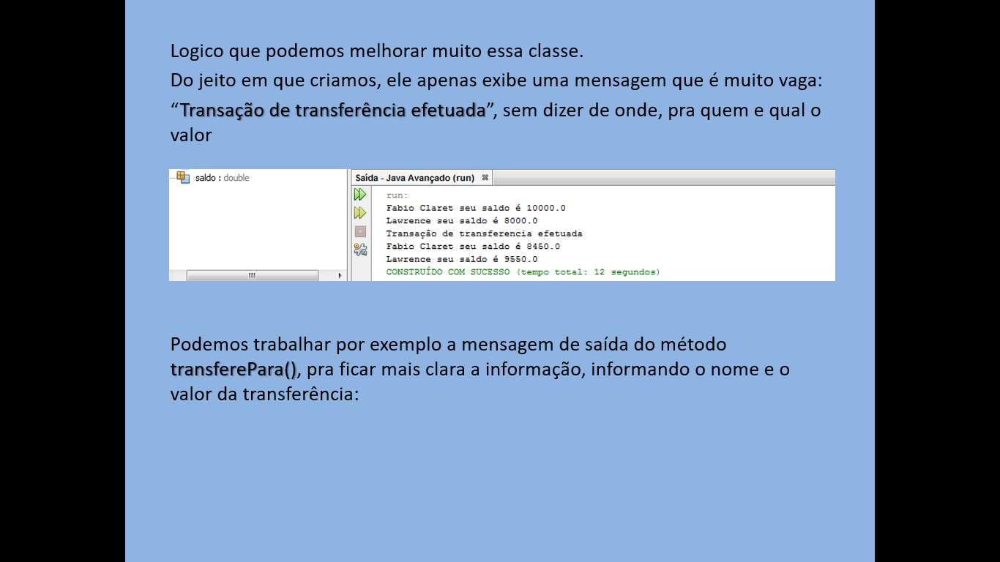 Logico que podemos melhorar muito essa classe.
Do jeito em que criamos, ele apenas exibe uma mensagem que é muito vaga:
“Transação de transferência efetuada”, sem dizer de onde, pra quem e qual o
valor
saldo : double
Saída - Java Avançado (run)
run:
Fabio Claret seu saldo é 10000.0
Lawrence seu saldo é 8000.0
Transação de transferencia efetuada
Fabio Claret seu saldo é 8450.0
Lawrence seu saldo é 9550.0
CONSTRUÍDO COM SUCESSO (tempo total: 12 segundos)
Podemos trabalhar por exemplo a mensagem de saída do método
transferePara(), pra ficar mais clara a informação, informando o nome e o
valor da transferência: